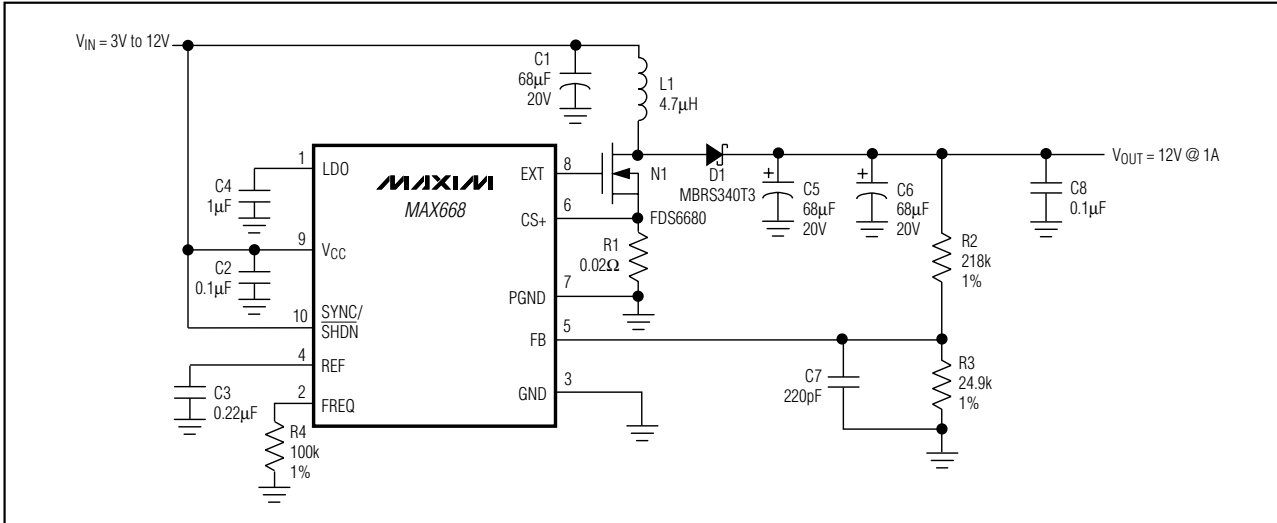 VIN = 3V to 12V
C1
68µF
20V
L1
4.7µH
1
LDO
C4
1µF
MAXIM
MAX668
EXT
8
N1
FDS6680
D1
MBRS340T3
+
C5
68µF
20V
+
C6
68µF
20V
C8
0.1µF
VOUT = 12V @ 1A
CS+
6
R1
0.02Ω
9
VCC
C2
0.1µF
PGND
7
R2
218k
1%
10
SYNC/
SHDN
FB
5
4
REF
C3
0.22µF
C7
220pF
R3
24.9k
1%
2
FREQ
R4
100k
1%
GND
3